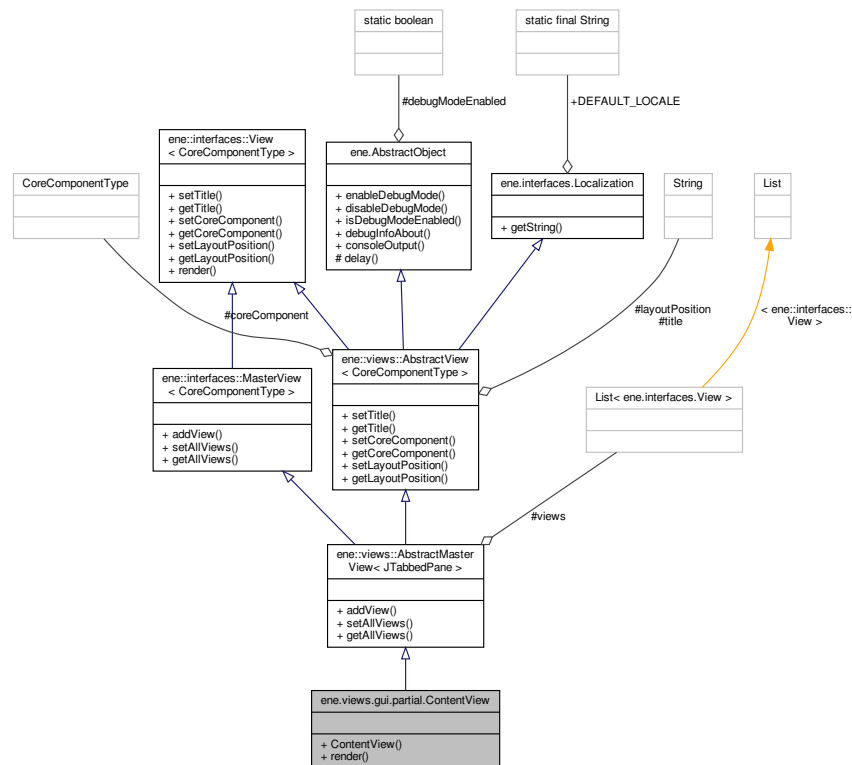 static boolean
static final String
#debugModeEnabled
+DEFAULT_LOCALE
ene::interfaces::View
< CoreComponentType >
+ setTitle()
+ getTitle()
+ setCoreComponent()
+ getCoreComponent()
+ setLayoutPosition()
+ getLayoutPosition()
+ render()
ene.AbstractObject
+ enableDebugMode()
+ disableDebugMode()
+ isDebugModeEnabled()
+ debugInfoAbout()
+ consoleOutput()
# delay()
CoreComponentType
ene.interfaces.Localization
+ getString()
String
List
#coreComponent
#layoutPosition
#title
< ene::interfaces::
View >
ene::interfaces::MasterView
< CoreComponentType >
+ addView()
+ setAllViews()
+ getAllViews()
ene::views::AbstractView
< CoreComponentType >
+ setTitle()
+ getTitle()
+ setCoreComponent()
+ getCoreComponent()
+ setLayoutPosition()
+ getLayoutPosition()
List< ene.interfaces.View >
#views
ene::views::AbstractMaster
View< JTabbedPane >
+ addView()
+ setAllViews()
+ getAllViews()
ene.views.gui.partial.ContentView
+ ContentView()
+ render()